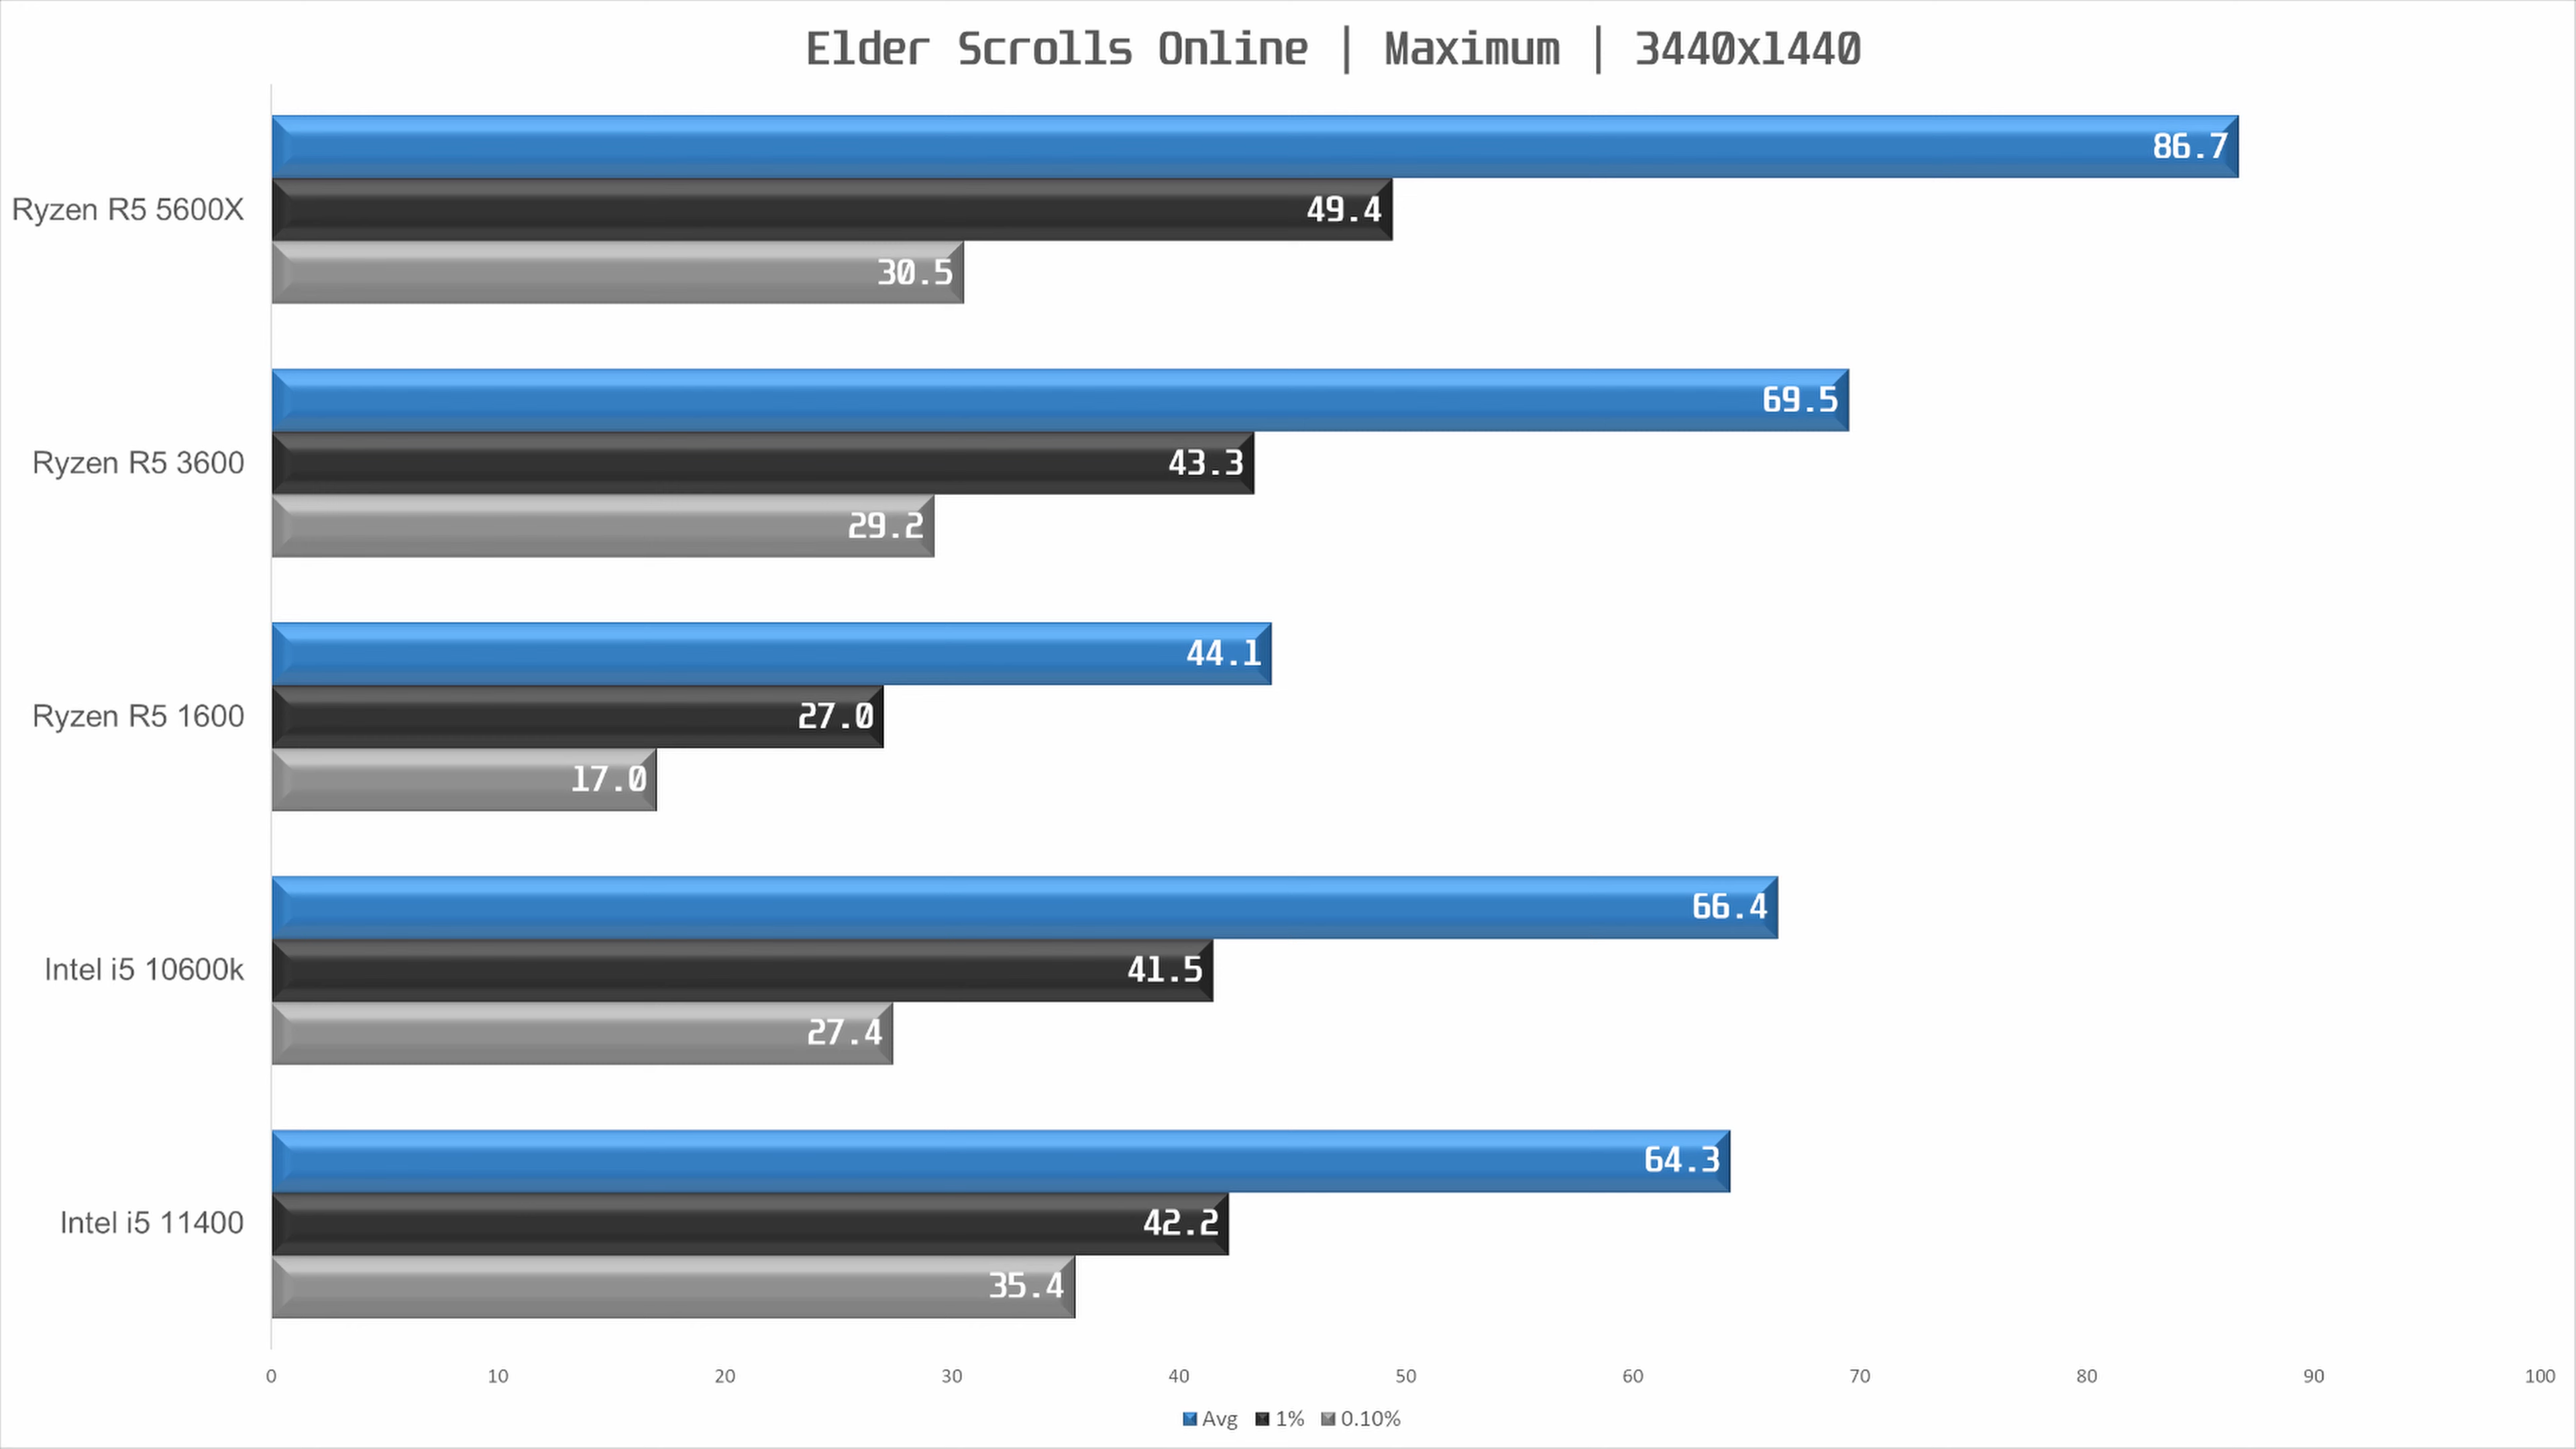 Elder Scrolls Online | Maximum | 3440x1440
Ryzen R5 5600X
86.7
49.4
30.5
Ryzen R5 3600
69.5
43.3
29.2
Ryzen R5 1600
44.1
27.0
17.0
Intel i5 10600k
66.4
41.5
27.4
Intel i5 11400
64.3
42.2
35.4
0 10 20 30 40 50 60 70 80 90 100
Avg 1% 0.10%